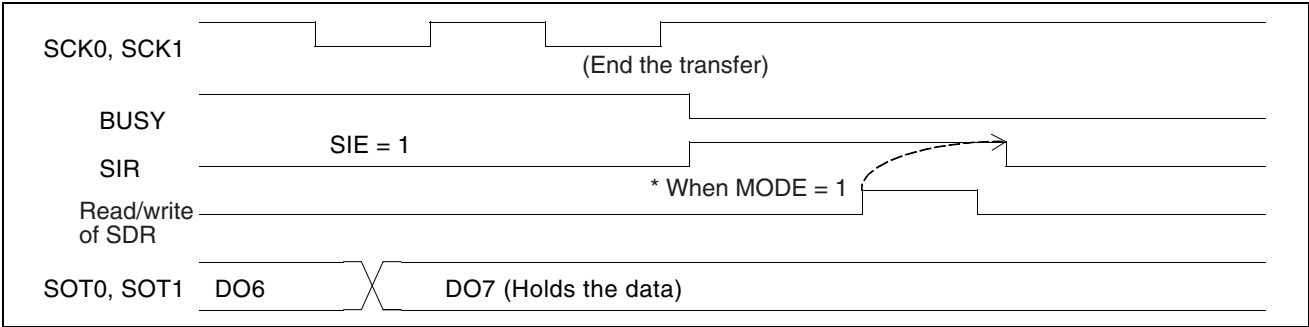 SCK0, SCK1
(End the transfer)
BUSY
SIE = 1
SIR
* When MODE = 1
Read/write
of SDR
SOT0, SOT1
DO6
DO7 (Holds the data)